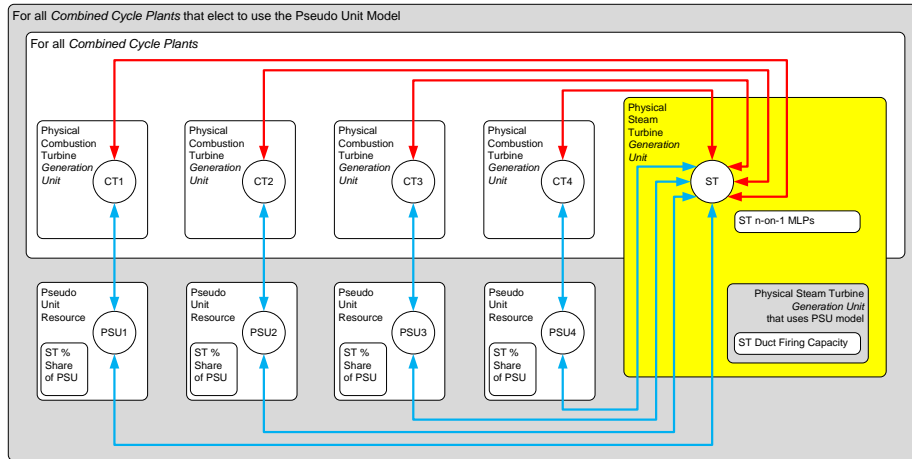 For all Combined Cycle Plants that elect to use the Pseudo Unit Model
For all Combined Cycle Plants
Physical
Combustion
Turbine
Generation
Unit
CT1
Physical
Combustion
Turbine
Generation
Unit
CT2
Physical
Combustion
Turbine
Generation
Unit
CT3
Physical
Combustion
Turbine
Generation
Unit
CT4
Physical
Steam
Turbine
Generation
Unit
ST
ST n-on-1 MLPs
Pseudo
Unit
Resource
PSU1
ST %
Share
of PSU
Pseudo
Unit
Resource
PSU2
ST %
Share
of PSU
Pseudo
Unit
Resource
PSU3
ST %
Share
of PSU
Pseudo
Unit
Resource
PSU4
ST %
Share
of PSU
Physical Steam Turbine
Generation Unit
that uses PSU model
ST Duct Firing Capacity